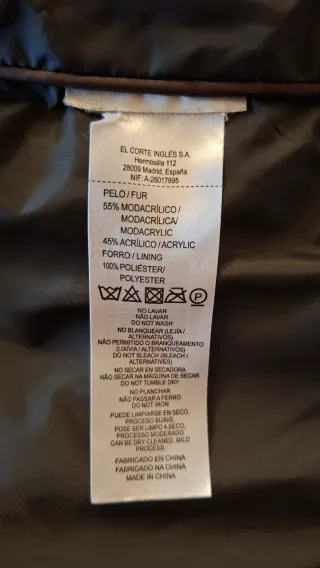 EL CORTE INGLÉS S.A.
Hermosilla 112
28009 Madrid, España
NIF: A-28017895
PELO / FUR
55% MODACRÍLICO /
MODACRÍLICA /
MODACRYLIC
45% ACRÍLICO / ACRYLIC
FORRO / LINING
100% POLIÉSTER /
POLYESTER
P
NO LAVAR
NÃO LAVAR
DO NOT WASH
NO BLANQUEAR (LEJÍA /
ALTERNATIVOS)
NÃO PERMITIDO O BRANQUEAMENTO
(LIXÍVIA / ALTERNATIVOS)
DO NOT BLEACH (BLEACH /
ALTERNATIVES)
NO SECAR EN SECADORA
NÃO SECAR NA MÁQUINA DE SECAR
DO NOT TUMBLE DRY
NO PLANCHAR
NÃO PASSAR A FERRO
DO NOT IRON
PUEDE LIMPIARSE EN SECO.
PROCESO SUAVE.
POSE SER LIMPO A SECO,
PROCESSO MODERADO
CAN BE DRY CLEANED, MILD
PROCESS.
FABRICADO EN CHINA
FABRICADO NA CHINA
MADE IN CHINA